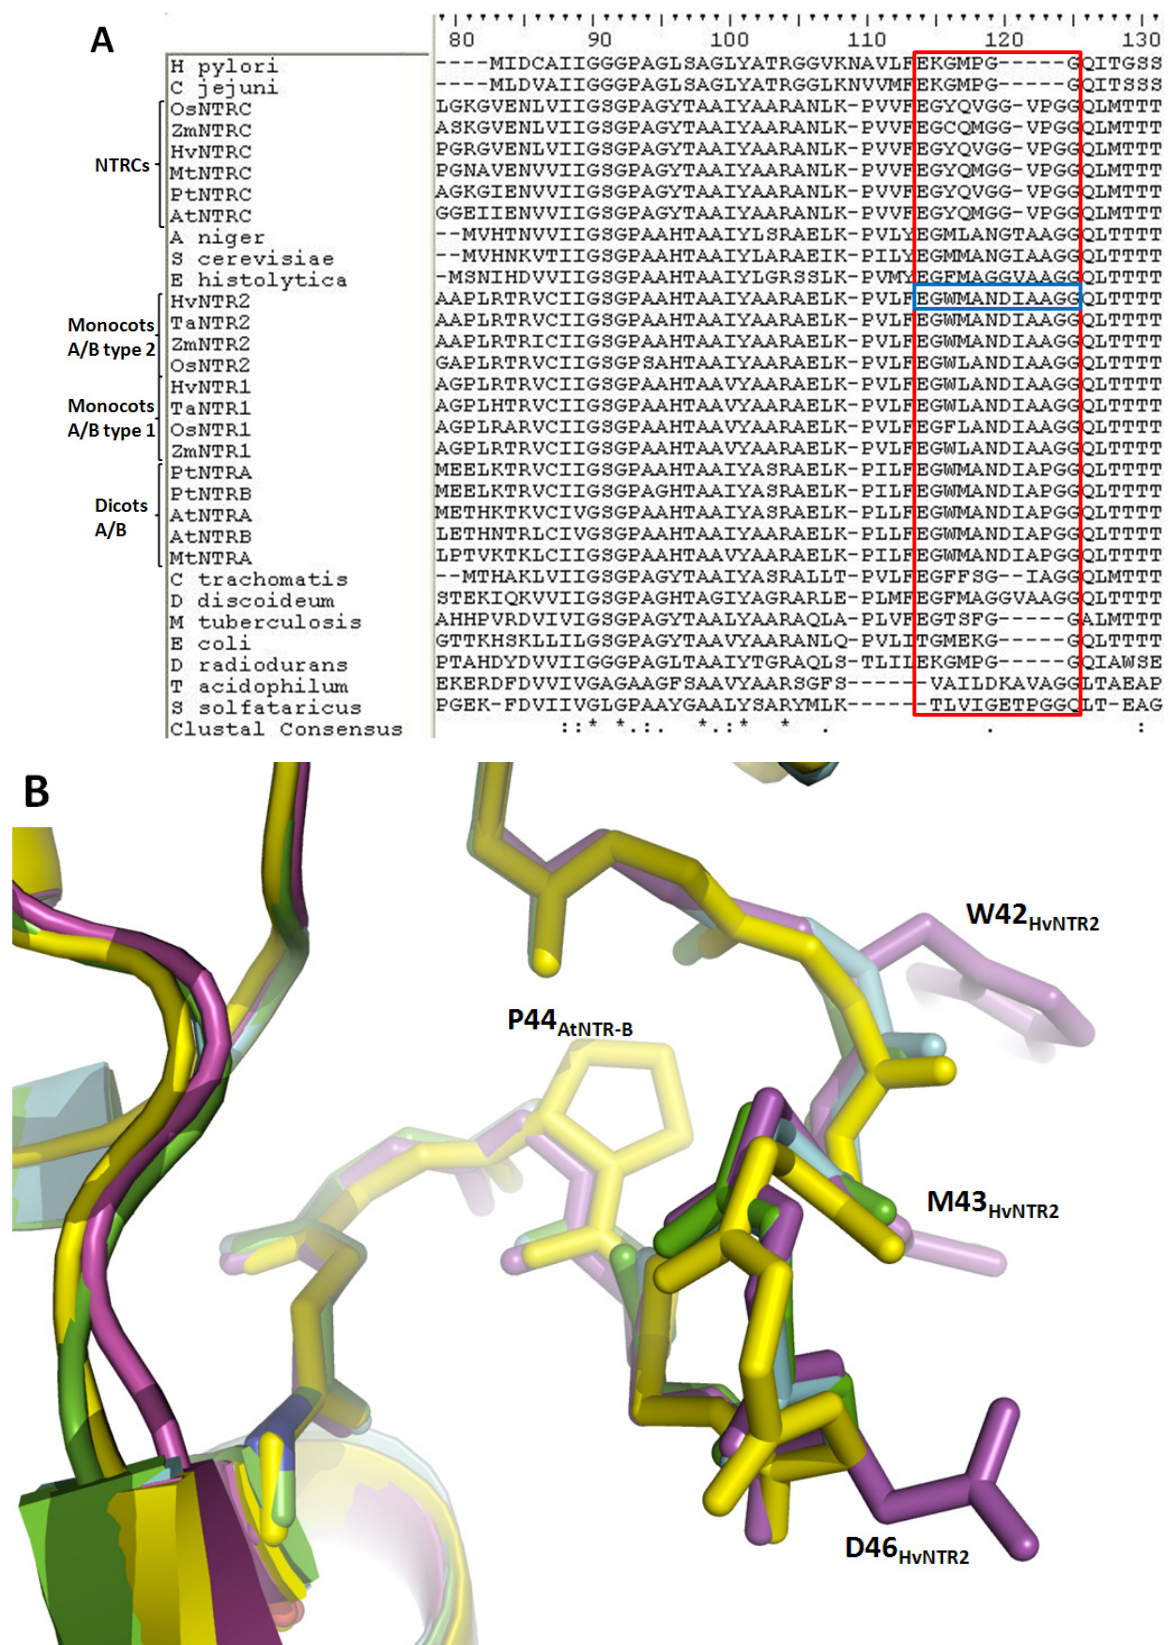 A
80 90 100 110 120 130
H pylori ----MIDCAIIGGGPAGLSAGLYATRGGVKNAVLFEKGMPG-----GQITGSS
C jejuni ----MLDVAIIGGGPAGLSAGLYATRGGLKNVVMFEKGMPG-----GQITSSS
OsNTRC LGKGVENLVIIGSGPAGYTAAIYAARANLK-PVVFEGYQVGG-VPGGQLMTTT
ZmNTRC ASKGVENLVIIGSGPAGYTAAIYAARANLK-PVVFEGCQMGG-VPGGQLMTTT
HvNTRC PGRGVENLVIIGSGPAGYTAAIYAARANLK-PVVFEGYQVGG-VPGGQLMTTT
NTRCs
MtNTRC PGNAVENLVIIGSGPAGYTAAIYAARANLK-PVVFEGYQMGG-VPGGQLMTTT
PtNTRC AGKGIENVVIIGSGPAGYTAAIYAARANLK-PVVFEGYQVGG-VPGGQLMTTT
AtNTRC GGEIIENVVIIGSGPAGYTAAIYAARANLK-PVVFEGYQMGG-VPGGQLMTTT
A niger --MVHTNVVIIGSGPAAHTAAIYLSRAELK-PVLYEGMLANGTAAGGQLTTTT
S cerevisiae --MVHNKVTIIGSGPAAHTAAIYLARAEIK-PILYEGMMANGIAAGGQLTTTT
E histolytica --MSNIHDVVIIGSGPAAHTAAIYLGRSSLK-PVMYEGFMAGGVAAGGQLTTTT
HvNTR2 AAPLRTRVCIIGSGPAAHTAAIYAARAELK-PVLFEGWMANDIAAGGQLTTTT
Monocots
A/B type 2
TaNTR2 AAPLRTRVCIIGSGPAAHTAAIYAARAELK-PVLFEGWMANDIAAGGQLTTTT
ZmNTR2 AAPLRTRICIIGSGPAAHTAAIYAARAELK-PVLFEGWMANDIAAGGQLTTTT
OsNTR2 GAPLRTRVCIIGSGPSAHTAAIYAARAELK-PVLFEGWLANDIAAGGQLTTTT
HvNTR1 AGPLRTRVCIIGSGPAAHTAAVYAARAELK-PVLFEGWLANDIAAGGQLTTTT
Monocots
A/B type 1
TaNTR1 AGPLHTRVCIIGSGPAAHTAAVYAARAELK-PVLFEGWLANDIAAGGQLTTTT
OsNTR1 AGPLRARVCIIGSGPAAHTAAVYAARAELK-PVLFEGFLANDIAAGGQLTTTT
ZmNTR1 AGPLRTRVCIIGSGPAAHTAAVYAARAELK-PVLFEGWLANDIAAGGQLTTTT
PtNTRA MEELKTRVCIIGSGPAAHTAAIYASRAELK-PILFEGWMANDIAPGGQLTTTT
PtNTRB MEELKTRVCIIGSGPAGHTAAIYASRAELK-PILFEGWMANDIAPGGQLTTTT
Dicots
A/B
AtNTRA METHKTKVCIVGSGPAAHTAAIYASRAELK-PLLFEGWMANDIAPGGQLTTTT
AtNTRB LETHNTRLCIVGSGPAAHTAAIYAARAELK-PLLFEGWMANDIAPGGQLTTTT
MtNTRA LPTVKTKLCIIGSGPAAHTAAVYAARAELK-PILFEGWMANDIAPGGQLTTTT
C trachomatis --MTHAKLVIIGSGPAGYTAAIYASRALLT-PVLFEGFFSG--IAGGQLMTTT
D discoideum STEKIQKVVIIGSGPAGHTAGIYAGRARLE-PLMFEGFMAGGVAAGGQLTTTT
M tuberculosis AHHPVRDVIVIGSGPAGYTAAIYAARAQLA-PLVFEGTSFG-----GALMTTT
E coli GTTKHSKLLILGSGPAGYTAAVYAARANLQ-PVLITGMEKG-----GQLTTTT
D radiodurans PTAHDYDVVIIGGGPAGLTAAIYTGRAQLS-TLILEKGMPG-----GQIAWSE
T acidophilum EKERDFDVVIVGAGAAGFSAAVYAARSGFS------VAILDKAVAGGLTAEAP
S solfataricus PGEK-FDVIIVGLGPAAYGAALYSARYMLK------TLVIGETPGGQLT-EAG
Clustal Consensus ::* *.:. *.:* * . . :
B
W42HvNTR2
P44AtNTR-B
M43HvNTR2
D46HvNTR2